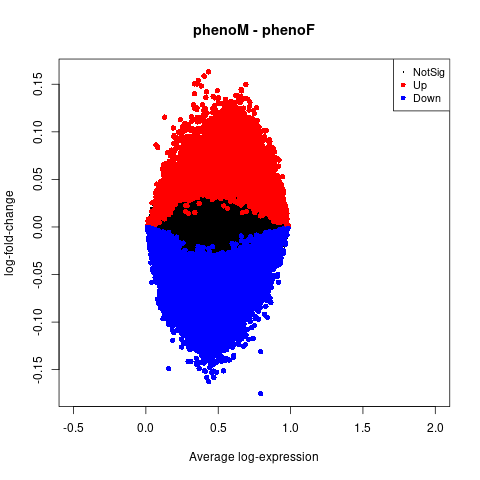 phenoM - phenoF
NotSig
Up
Down
log-fold-change
0.15
0.10
0.05
0.00
-0.05
-0.10
-0.15
-0.5
0.0
0.5
1.0
1.5
2.0
Average log-expression